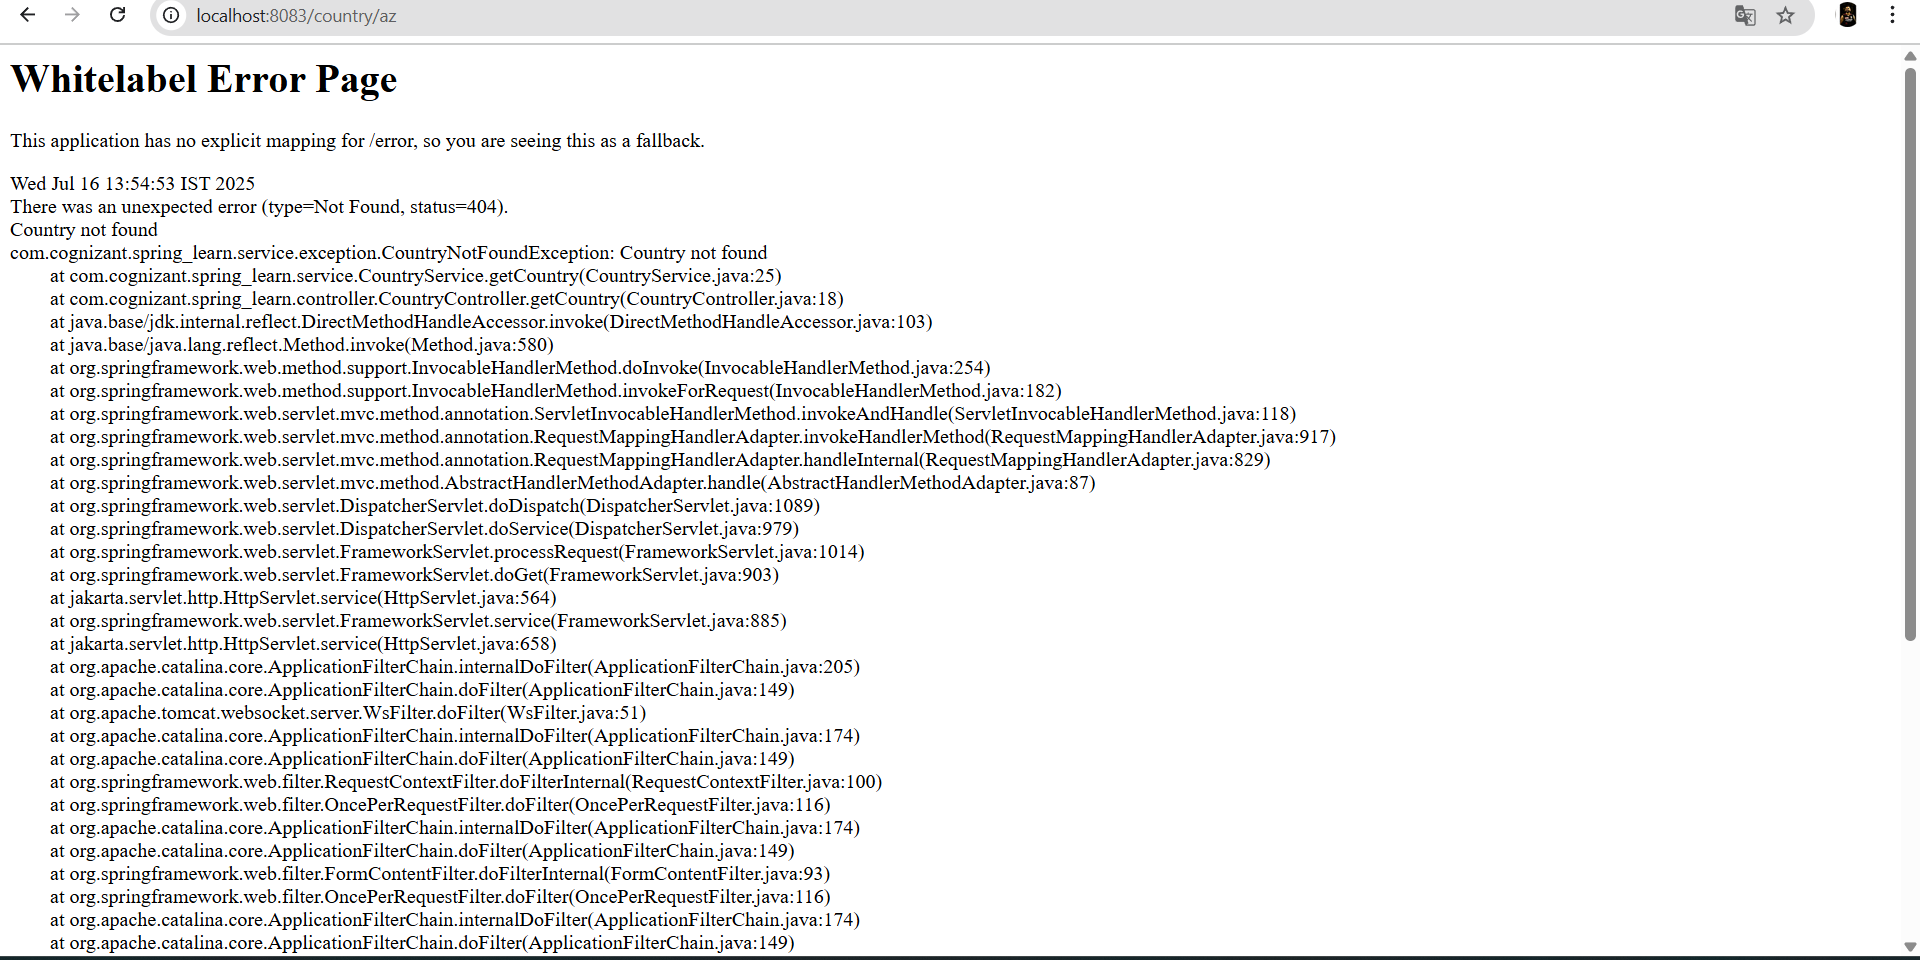 localhost:8083/country/az
Whitelabel Error Page
This application has no explicit mapping for /error, so you are seeing this as a fallback.
Wed Jul 16 13:54:53 IST 2025
There was an unexpected error (type=Not Found, status=404).
Country not found
com.cognizant.spring_learn.service.exception.CountryNotFoundException: Country not found
at com.cognizant.spring_learn.service.CountryService.getCountry(CountryService.java:25)
at com.cognizant.spring_learn.controller.CountryController.getCountry(CountryController.java:18)
at java.base/jdk.internal.reflect.DirectMethodHandleAccessor.invoke(DirectMethodHandleAccessor.java:103)
at java.base/java.lang.reflect.Method.invoke(Method.java:580)
at org.springframework.web.method.support.InvocableHandlerMethod.doInvoke(InvocableHandlerMethod.java:254)
at org.springframework.web.method.support.InvocableHandlerMethod.invokeForRequest(InvocableHandlerMethod.java:182)
at org.springframework.web.servlet.mvc.method.annotation.ServletInvocableHandlerMethod.invokeAndHandle(ServletInvocableHandlerMethod.java:118)
at org.springframework.web.servlet.mvc.method.annotation.RequestMappingHandlerAdapter.invokeHandlerMethod(RequestMappingHandlerAdapter.java:917)
at org.springframework.web.servlet.mvc.method.annotation.RequestMappingHandlerAdapter.handleInternal(RequestMappingHandlerAdapter.java:829)
at org.springframework.web.servlet.mvc.method.AbstractHandlerMethodAdapter.handle(AbstractHandlerMethodAdapter.java:87)
at org.springframework.web.servlet.DispatcherServlet.doDispatch(DispatcherServlet.java:1089)
at org.springframework.web.servlet.DispatcherServlet.doService(DispatcherServlet.java:979)
at org.springframework.web.servlet.FrameworkServlet.processRequest(FrameworkServlet.java:1014)
at org.springframework.web.servlet.FrameworkServlet.doGet(FrameworkServlet.java:903)
at jakarta.servlet.http.HttpServlet.service(HttpServlet.java:564)
at org.springframework.web.servlet.FrameworkServlet.service(FrameworkServlet.java:885)
at jakarta.servlet.http.HttpServlet.service(HttpServlet.java:658)
at org.apache.catalina.core.ApplicationFilterChain.internalDoFilter(ApplicationFilterChain.java:205)
at org.apache.catalina.core.ApplicationFilterChain.doFilter(ApplicationFilterChain.java:149)
at org.apache.tomcat.websocket.server.WsFilter.doFilter(WsFilter.java:51)
at org.apache.catalina.core.ApplicationFilterChain.internalDoFilter(ApplicationFilterChain.java:174)
at org.apache.catalina.core.ApplicationFilterChain.doFilter(ApplicationFilterChain.java:149)
at org.springframework.web.filter.RequestContextFilter.doFilterInternal(RequestContextFilter.java:100)
at org.springframework.web.filter.OncePerRequestFilter.doFilter(OncePerRequestFilter.java:116)
at org.apache.catalina.core.ApplicationFilterChain.internalDoFilter(ApplicationFilterChain.java:174)
at org.apache.catalina.core.ApplicationFilterChain.doFilter(ApplicationFilterChain.java:149)
at org.springframework.web.filter.FormContentFilter.doFilterInternal(FormContentFilter.java:93)
at org.springframework.web.filter.OncePerRequestFilter.doFilter(OncePerRequestFilter.java:116)
at org.apache.catalina.core.ApplicationFilterChain.internalDoFilter(ApplicationFilterChain.java:174)
at org.apache.catalina.core.ApplicationFilterChain.doFilter(ApplicationFilterChain.java:149)